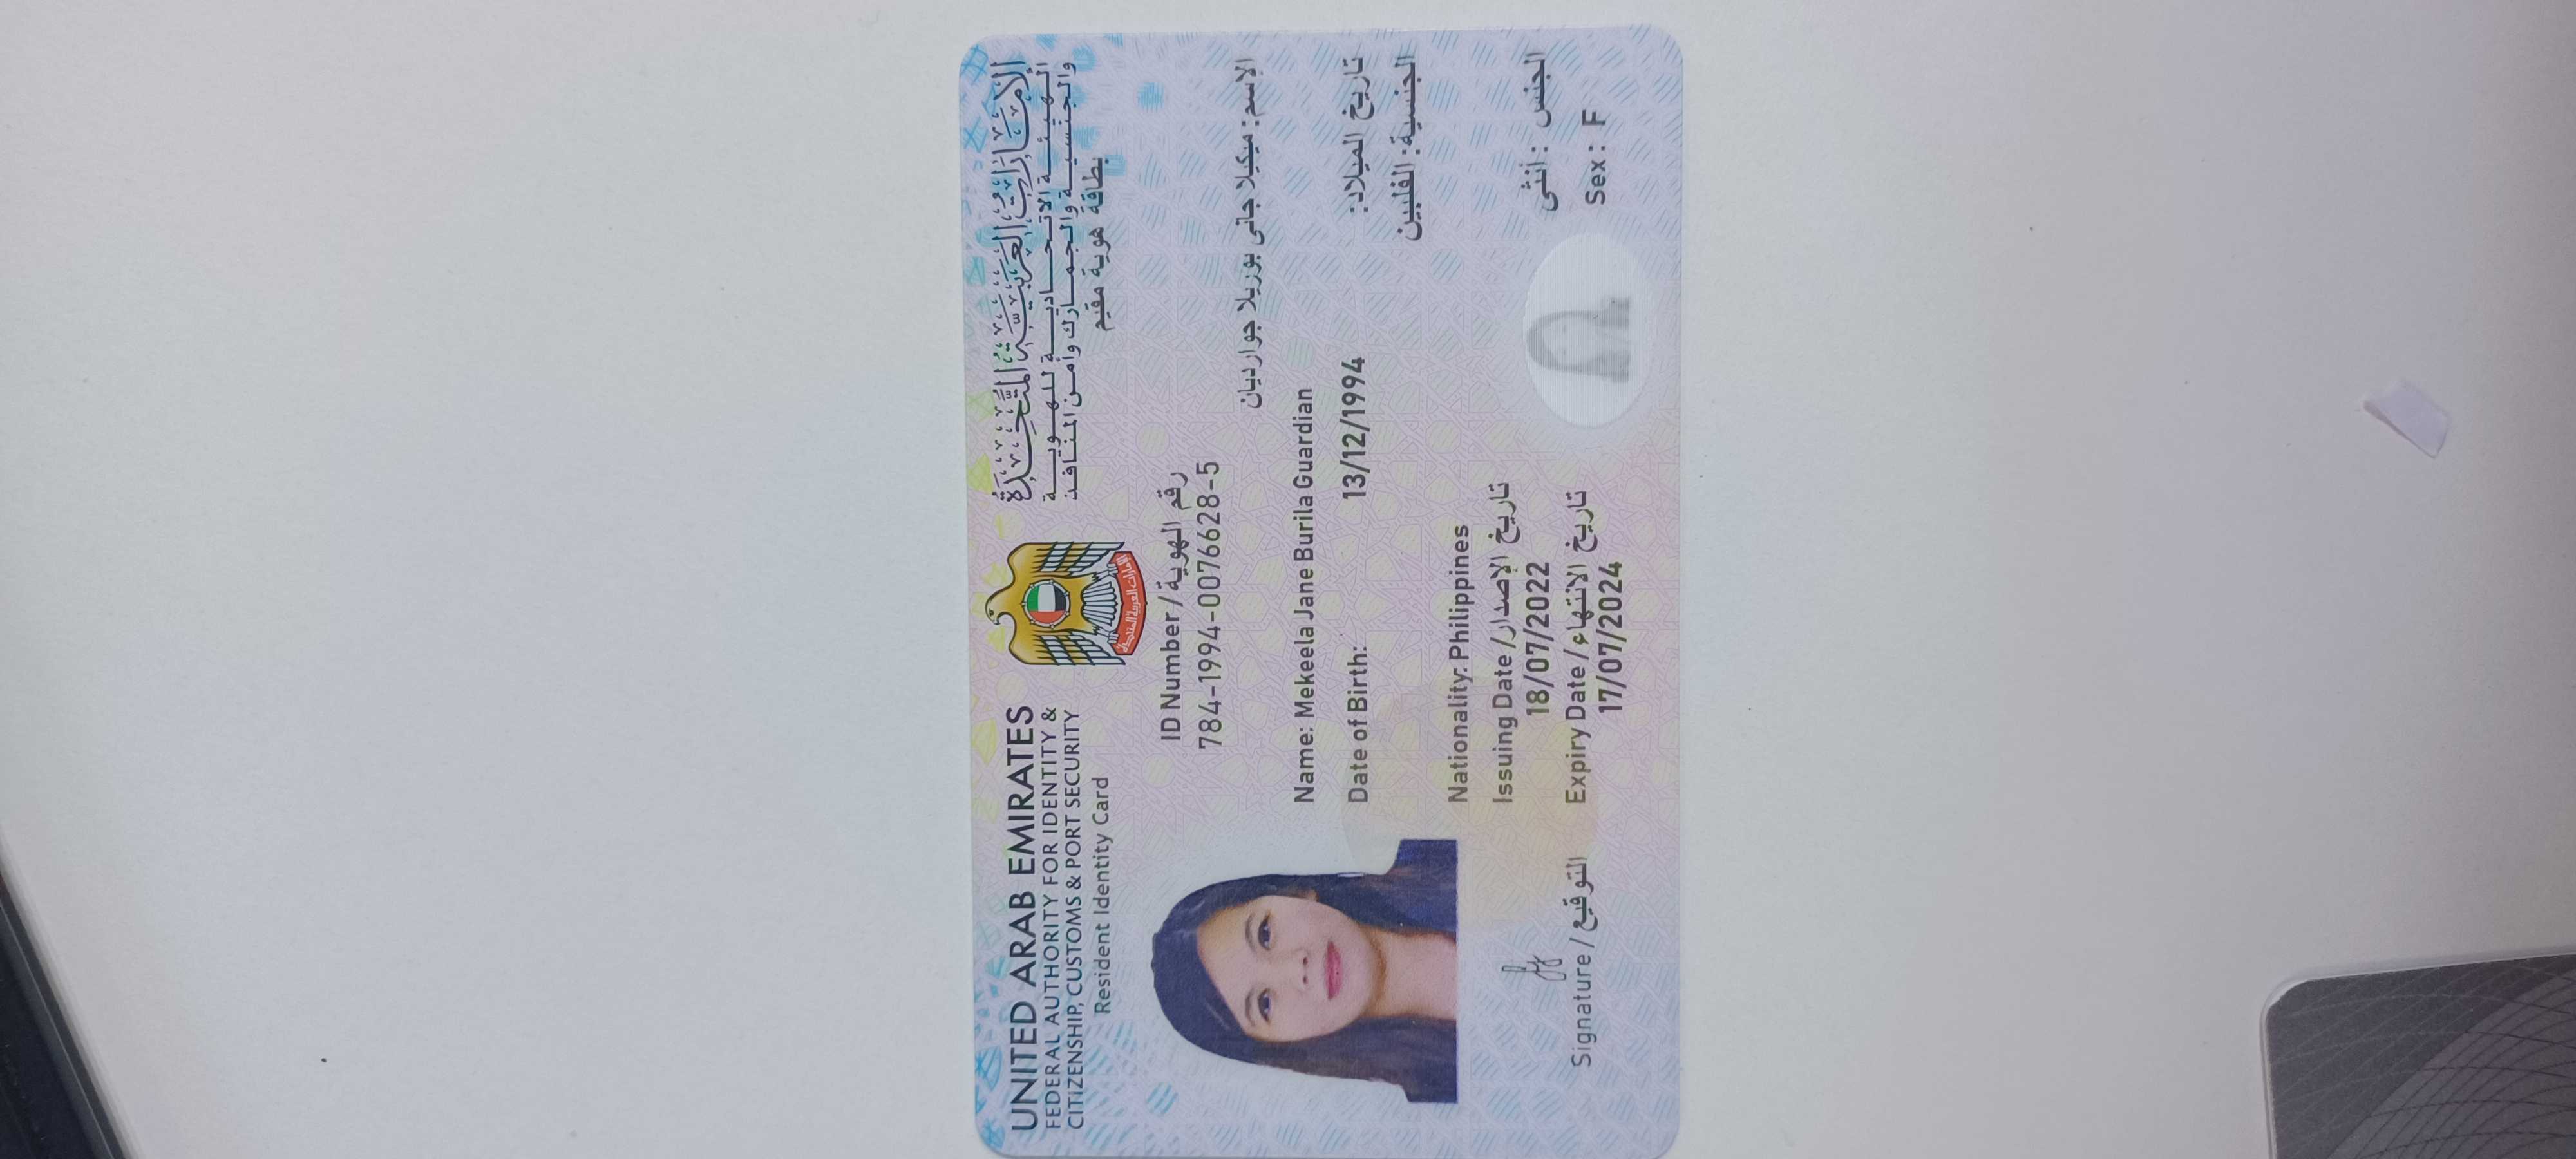 UNITED ARAB EMIRATES
FEDERAL AUTHORITY FOR IDENTITY &
CITIZENSHIP, CUSTOMS & PORT SECURITY
Resident Identity Card
الإمارات العربية المتحدة
الهيئة الاتحادية للهوية
والجنسية والجمارك وأمن المنافذ
بطاقة هوية مقيم
الإمارات العربية المتحدة
ID Number / رقم الهوية
784-1994-0076628-5
الإسم: ميكيلا جانى بوريلا جوارديان
Name: Mekeela Jane Burila Guardian
Date of Birth: 13/12/1994 تاريخ الميلاد:
الجنسية: الفلبين
Nationality: Philippines
Issuing Date / تاريخ الإصدار
18/07/2022
الجنس : أنثى
Expiry Date / تاريخ الانتهاء
17/07/2024
Sex: F
Signature / التوقيع